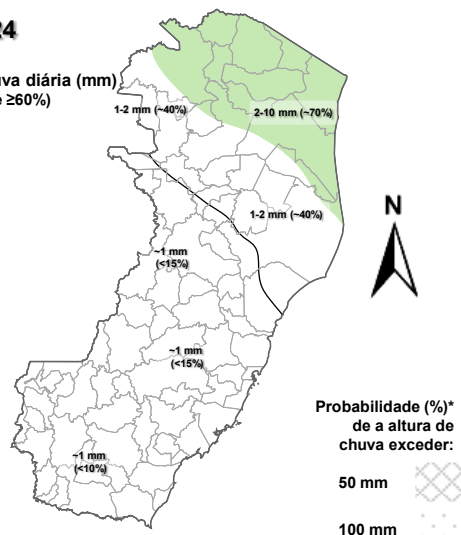 24
uva diária (mm)
e ≥60%)
1-2 mm (~40%)
2-10 mm (~70%)
1-2 mm (~40%)
N
~1 mm
(<15%)
~1 mm
(<15%)
~1 mm
(<10%)
Probabilidade (%)*
de a altura de
chuva exceder:
50 mm
100 mm